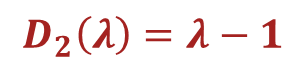 D₂(λ) = λ − 1